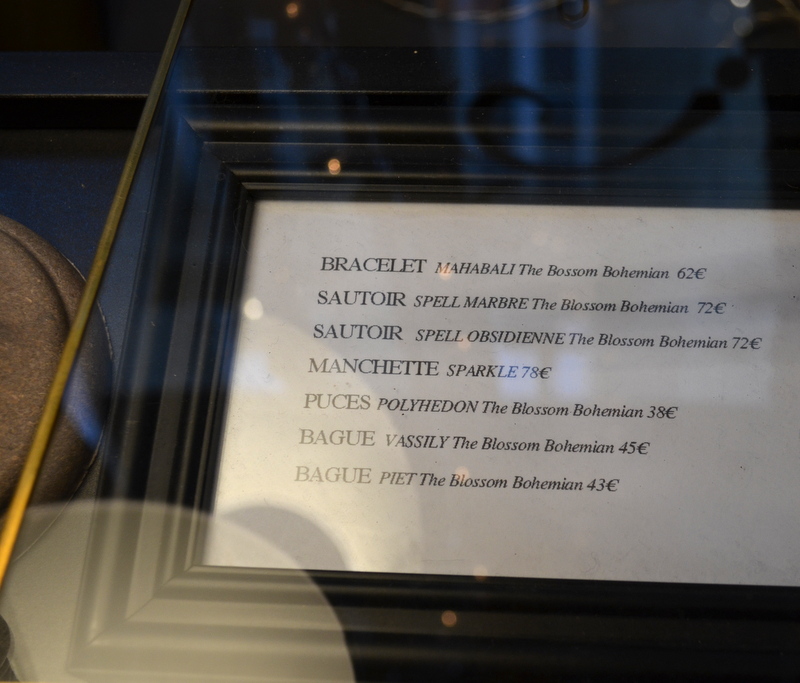 BRACELET MAHABALI The Bossom Bohemian 62€
SAUTOIR SPELL MARBRE The Blossom Bohemian 72€
SAUTOIR SPELL OBSIDIENNE The Blossom Bohemian 72€
MANCHETTE SPARKLE 78€
PUCES POLYHEDON The Blossom Bohemian 38€
BAGUE VASSILY The Blossom Bohemian 45€
BAGUE PIET The Blossom Bohemian 43€